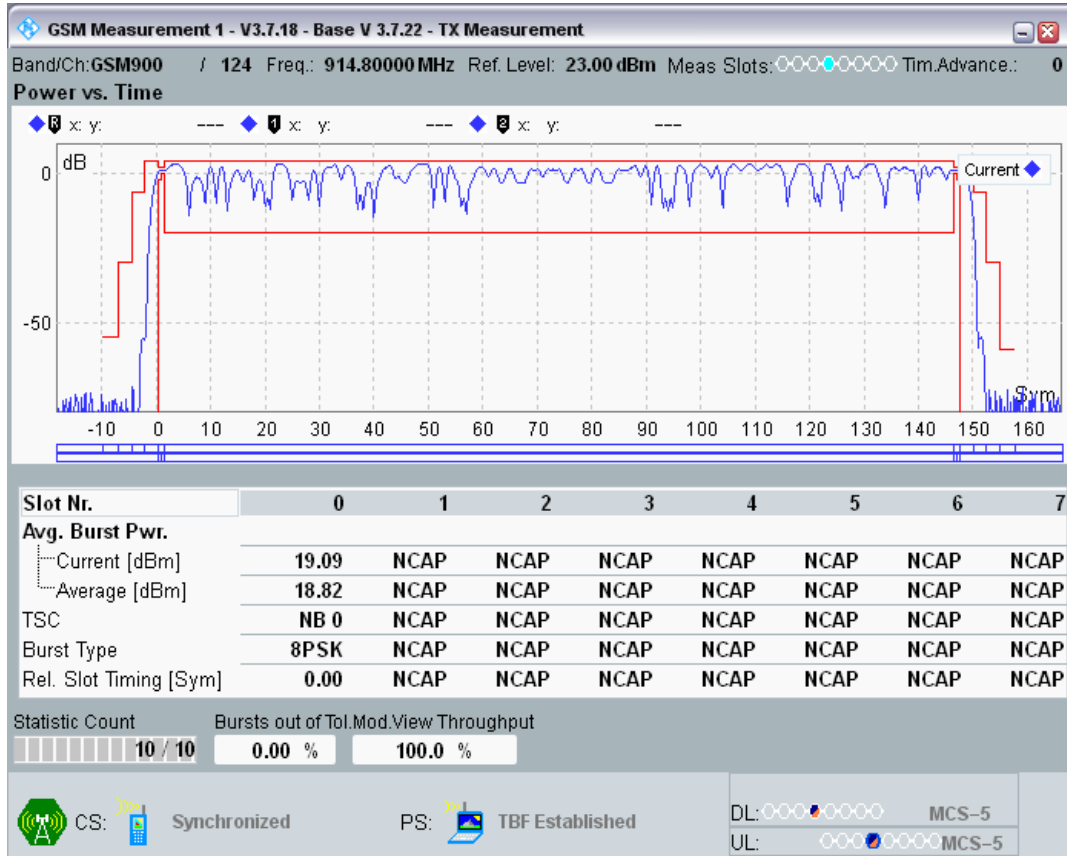 GSM Measurement 1 - V3.7.18 - Base V 3.7.22 - TX Measurement
Band/Ch:GSM900 / 124 Freq.: 914.80000 MHz Ref. Level: 23.00 dBm Meas Slots: Tim.Advance.: 0
Power vs. Time
R x: y: --- 1 x: y: --- 2 x: y: ---
dB
Current
0
-50
Sym
-10 0 10 20 30 40 50 60 70 80 90 100 110 120 130 140 150 160
Slot Nr. 0 1 2 3 4 5 6 7
Avg. Burst Pwr.
Current [dBm] 19.09 NCAP NCAP NCAP NCAP NCAP NCAP NCAP
Average [dBm] 18.82 NCAP NCAP NCAP NCAP NCAP NCAP NCAP
TSC NB 0 NCAP NCAP NCAP NCAP NCAP NCAP NCAP
Burst Type 8PSK NCAP NCAP NCAP NCAP NCAP NCAP NCAP
Rel. Slot Timing [Sym] 0.00 NCAP NCAP NCAP NCAP NCAP NCAP NCAP
Statistic Count Bursts out of Tol.Mod.View Throughput
10 / 10 0.00 % 100.0 %
CS: Synchronized PS: TBF Established DL: MCS-5
UL: MCS-5